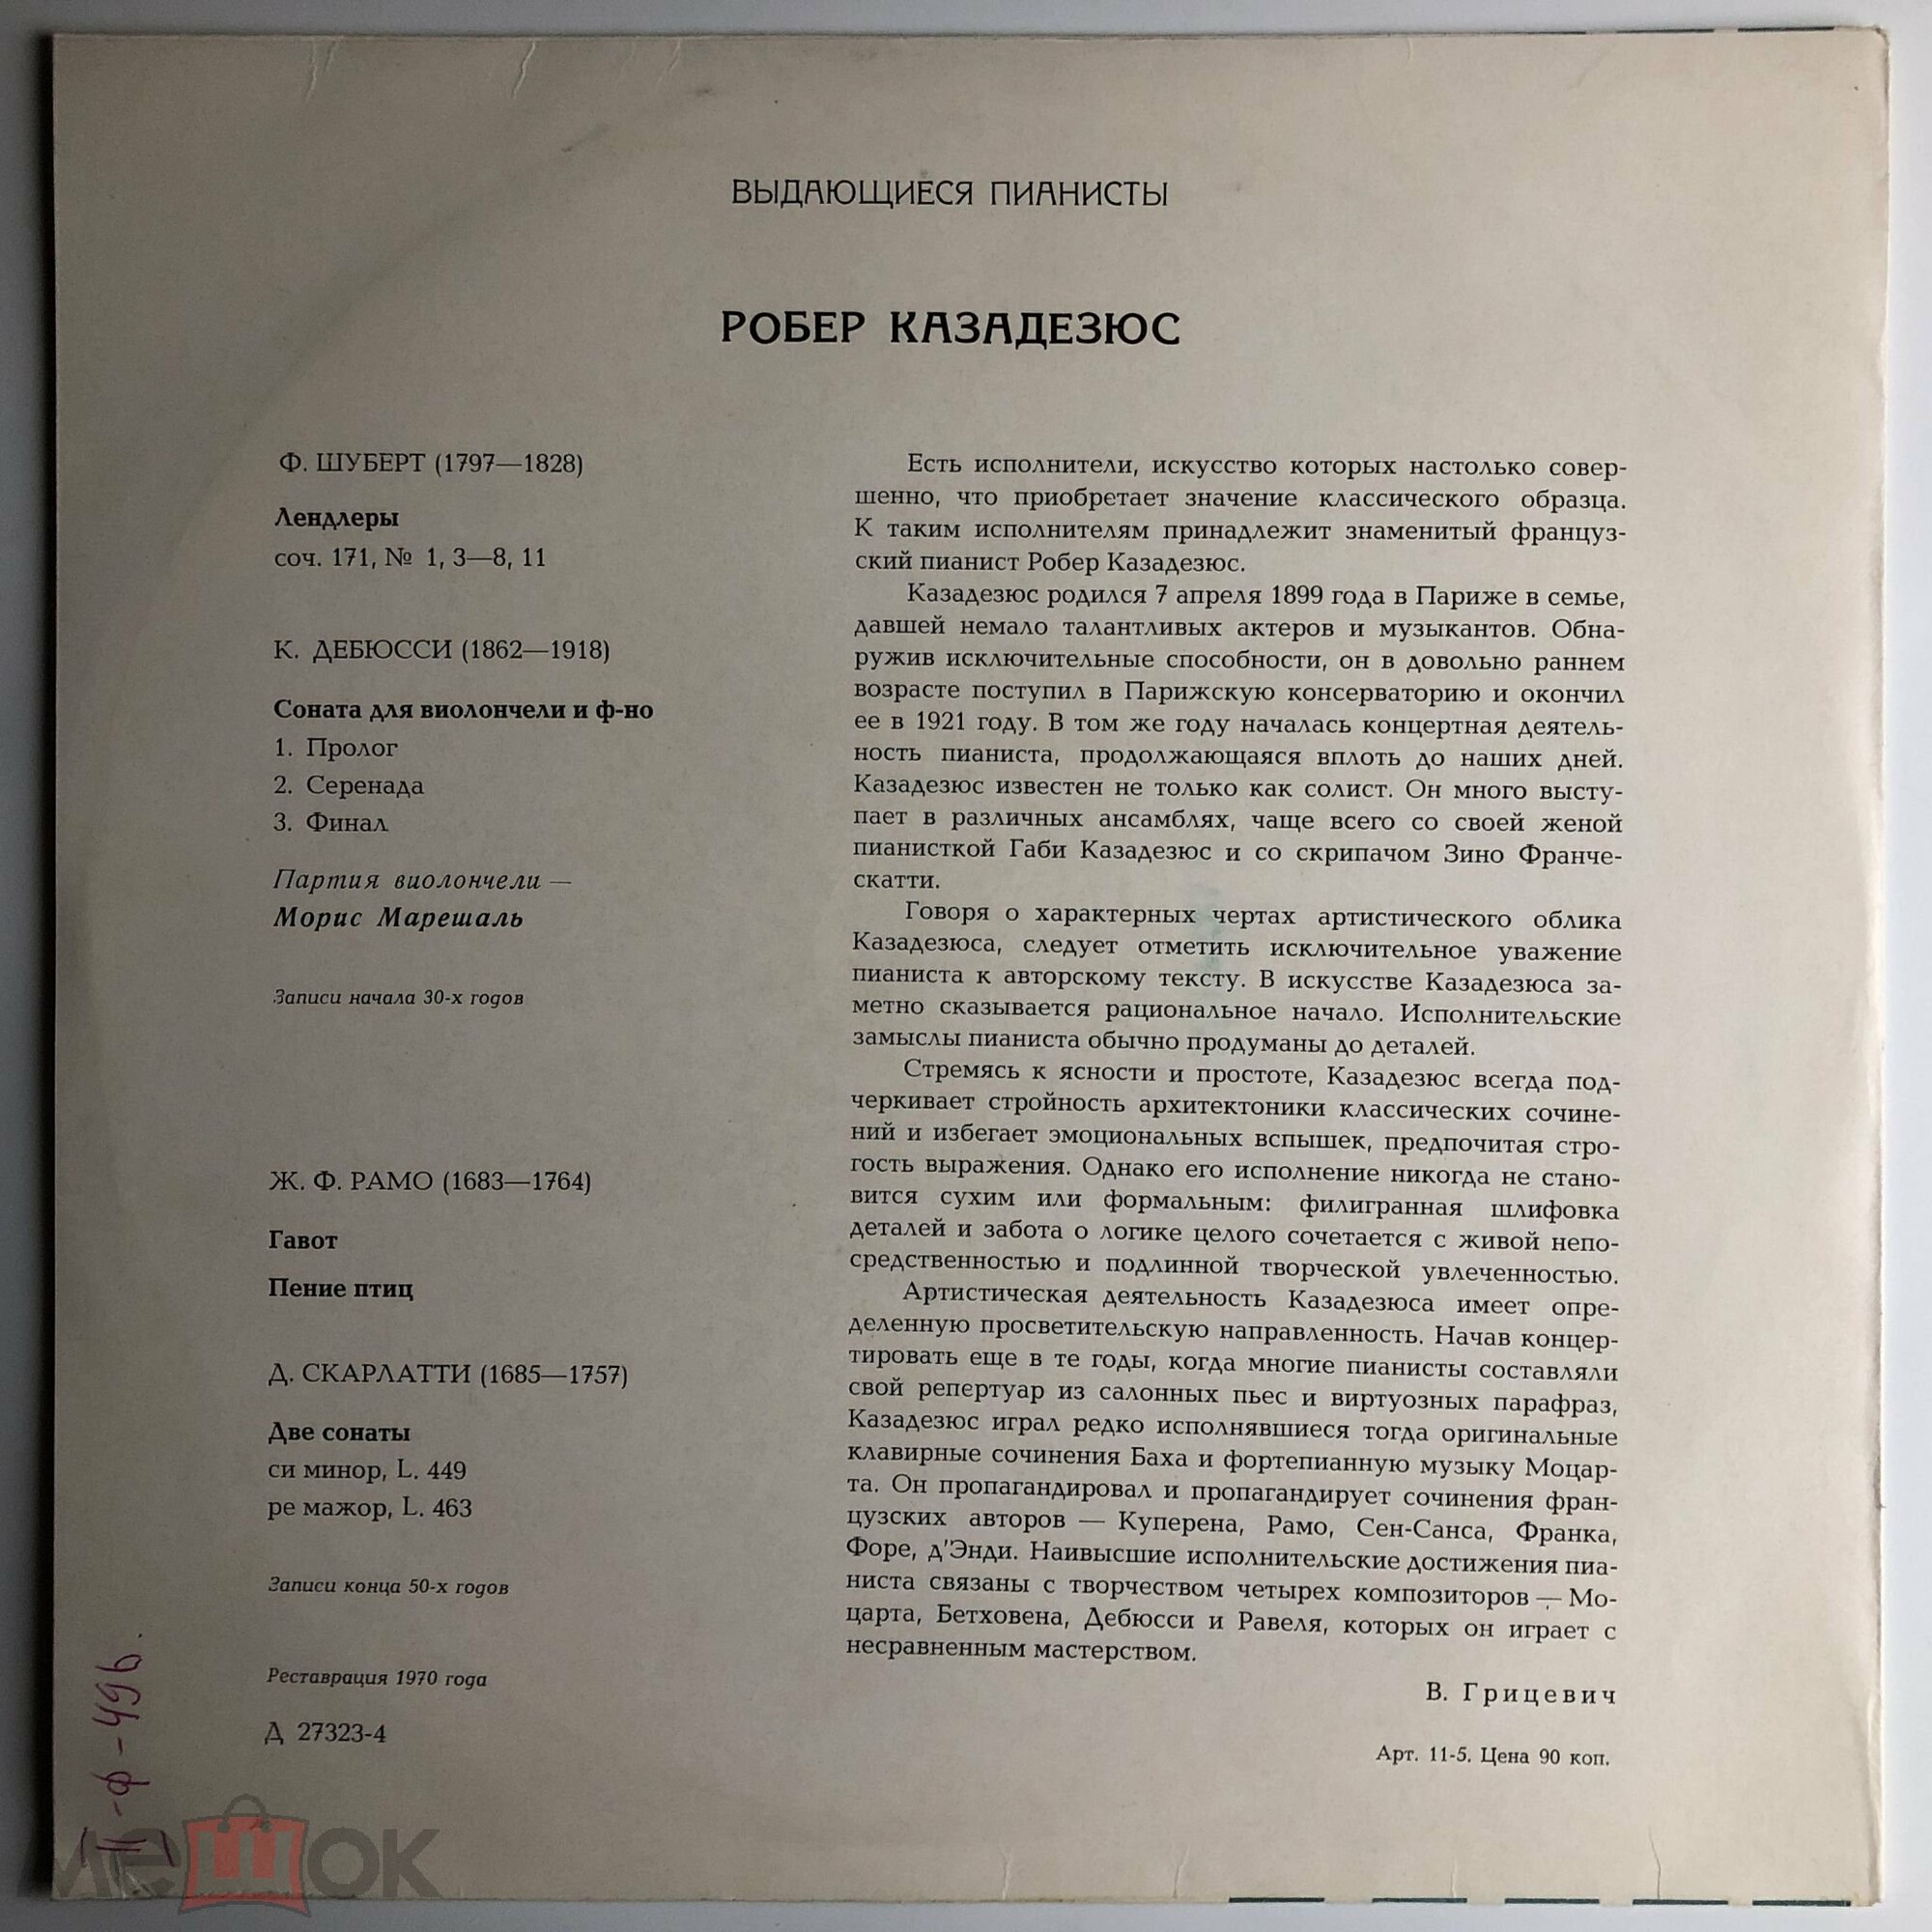 ВЫДАЮЩИЕСЯ ПИАНИСТЫ
РОБЕР КАЗАДЕЗЮС
Ф. ШУБЕРТ (1797—1828)
Лендлеры
соч. 171, № 1, 3—8, 11
К. ДЕБЮССИ (1862—1918)
Соната для виолончели и ф-но
1. Пролог
2. Серенада
3. Финал
Партия виолончели —
Морис Марешаль
Записи начала 30-х годов
Ж. Ф. РАМО (1683—1764)
Гавот
Пение птиц
Д. СКАРЛАТТИ (1685—1757)
Две сонаты
си минор, L. 449
ре мажор, L. 463
Записи конца 50-х годов
Реставрация 1970 года
Д 27323-4
Есть исполнители, искусство которых настолько совер-
шенно, что приобретает значение классического образца.
К таким исполнителям принадлежит знаменитый француз-
ский пианист Робер Казадезюс.
Казадезюс родился 7 апреля 1899 года в Париже в семье,
давшей немало талантливых актеров и музыкантов. Обна-
ружив исключительные способности, он в довольно раннем
возрасте поступил в Парижскую консерваторию и окончил
ее в 1921 году. В том же году началась концертная деятель-
ность пианиста, продолжающаяся вплоть до наших дней.
Казадезюс известен не только как солист. Он много высту-
пает в различных ансамблях, чаще всего со своей женой
пианисткой Габи Казадезюс и со скрипачом Зино Франче-
скатти.
Говоря о характерных чертах артистического облика
Казадезюса, следует отметить исключительное уважение
пианиста к авторскому тексту. В искусстве Казадезюса за-
метно сказывается рациональное начало. Исполнительские
замыслы пианиста обычно продуманы до деталей.
Стремясь к ясности и простоте, Казадезюс всегда под-
черкивает стройность архитектоники классических сочине-
ний и избегает эмоциональных вспышек, предпочитая стро-
гость выражения. Однако его исполнение никогда не стано-
вится сухим или формальным: филигранная шлифовка
деталей и забота о логике целого сочетается с живой непо-
средственностью и подлинной творческой увлеченностью.
Артистическая деятельность Казадезюса имеет опре-
деленную просветительскую направленность. Начав концер-
тировать еще в те годы, когда многие пианисты составляли
свой репертуар из салонных пьес и виртуозных парафраз,
Казадезюс играл редко исполнявшиеся тогда оригинальные
клавирные сочинения Баха и фортепианную музыку Моцар-
та. Он пропагандировал и пропагандирует сочинения фран-
цузских авторов — Куперена, Рамо, Сен-Санса, Франка,
Форе, д'Энди. Наивысшие исполнительские достижения пиа-
ниста связаны с творчеством четырех композиторов — Мо-
царта, Бетховена, Дебюсси и Равеля, которых он играет с
несравненным мастерством.
В. Грицевич
Арт. 11-5. Цена 90 коп.
II-ф-496.
мешок